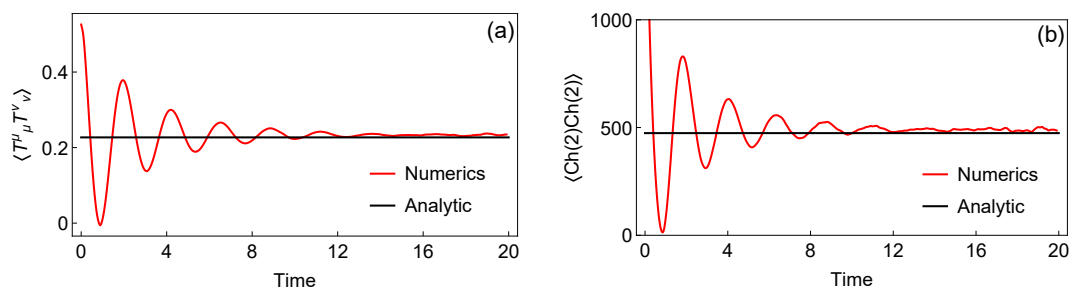 (a)
⟨T^μ_μ T^ν_ν⟩
0.4
0.2
0
Numerics
Analytic
0 4 8 12 16 20
Time
(b)
⟨Ch(2)Ch(2)⟩
1000
500
0
Numerics
Analytic
0 4 8 12 16 20
Time